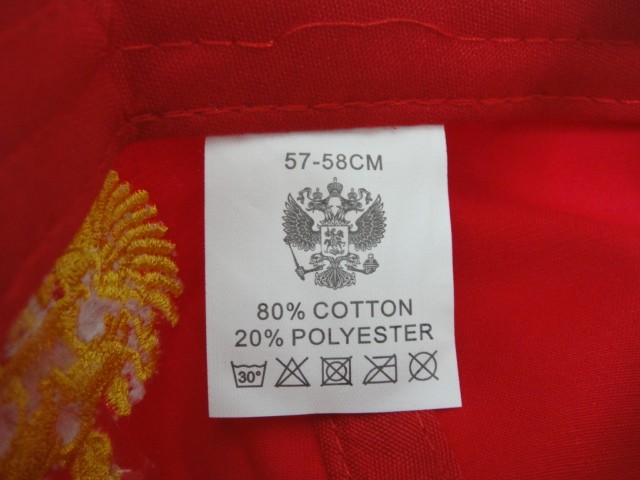 57-58CM
80% COTTON
20% POLYESTER
30°